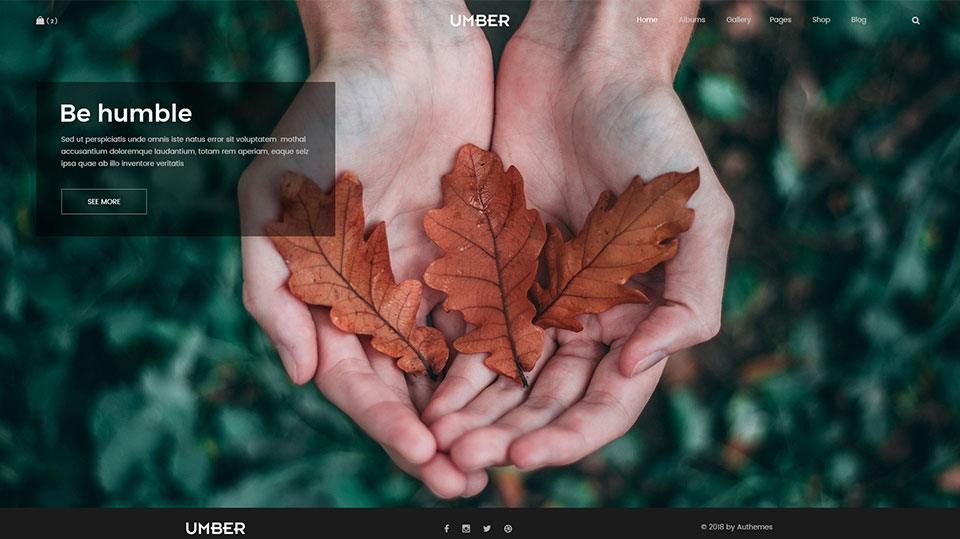 (2)
UMBER
Home Albums Gallery Pages Shop Blog
Be humble
Sed ut perspiciatis unde omnis iste natus error sit voluptatem mothal
accusantium doloremque laudantium, totam rem aperiam, eaque selz
ipsa quae ab illo inventore veritatis
SEE MORE
UMBER
© 2018 by Authemes